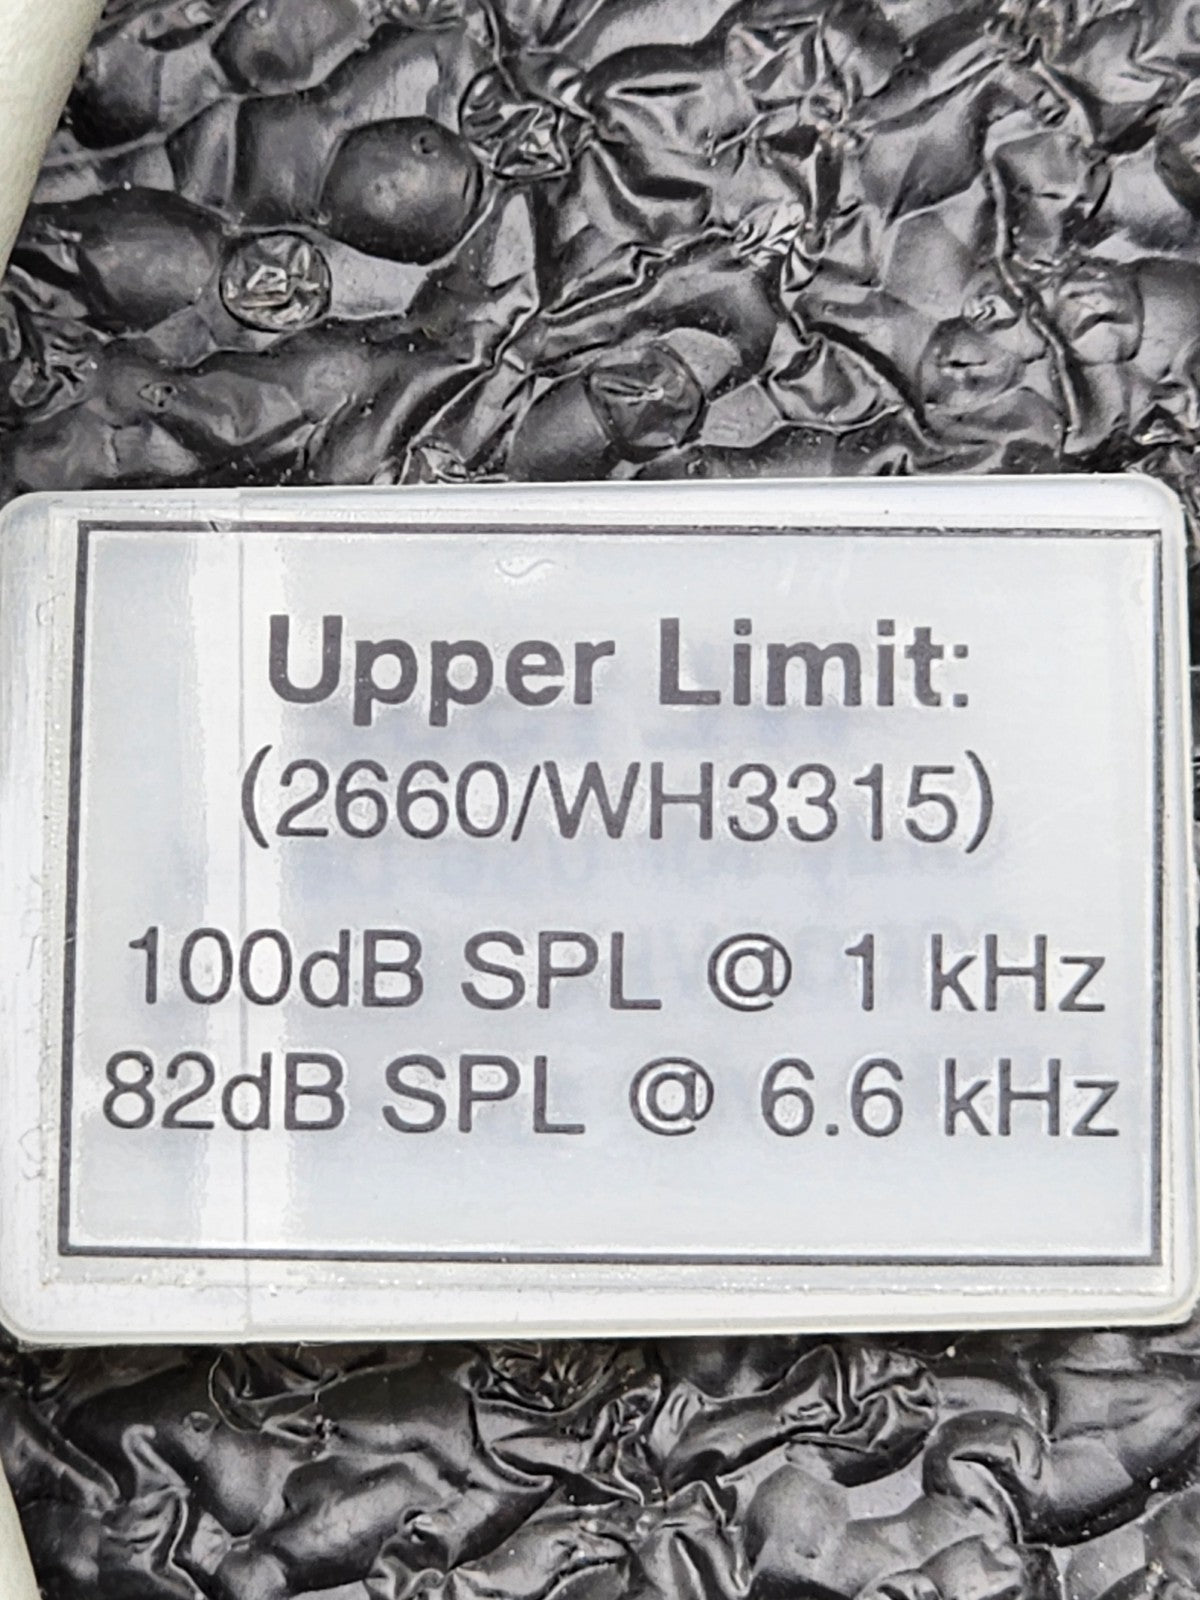 Upper Limit:
(2660/WH3315)
100dB SPL @ 1 kHz
82dB SPL @ 6.6 kHz